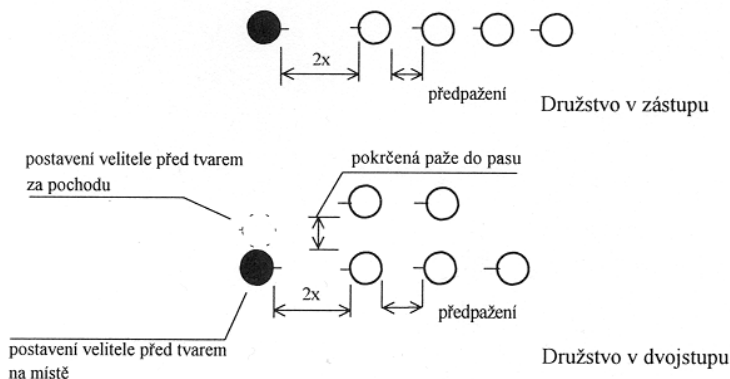 2x
předpažení
Družstvo v zástupu
postavení velitele před tvarem
za pochodu
pokrčená paže do pasu
2x
předpažení
postavení velitele před tvarem
na místě
Družstvo v dvojstupu